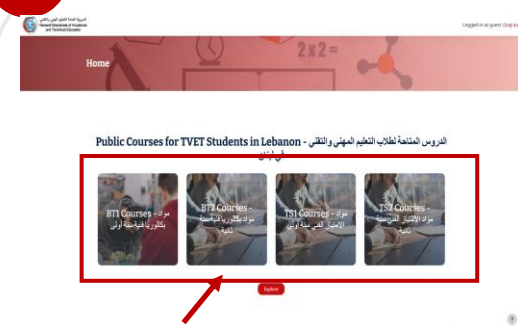 المديرية العامة للتعليم المهني والتقني
General Directorate of Vocational
and Technical Education
Logged in as guest (Log out)
Home
2x2=
Public Courses for TVET Students in Lebanon - الدروس المتاحة لطلاب التعليم المهني والتقني
في لبنان
BT1 Courses - مواد
بكالوريا فنية سنة أولى
BT2 Courses -
مواد بكالوريا فنية سنة
ثانية
TS1 Courses - مواد
الامتياز الفني سنة أولى
TS2 Courses -
مواد الامتياز الفني سنة
ثانية
Explore
?